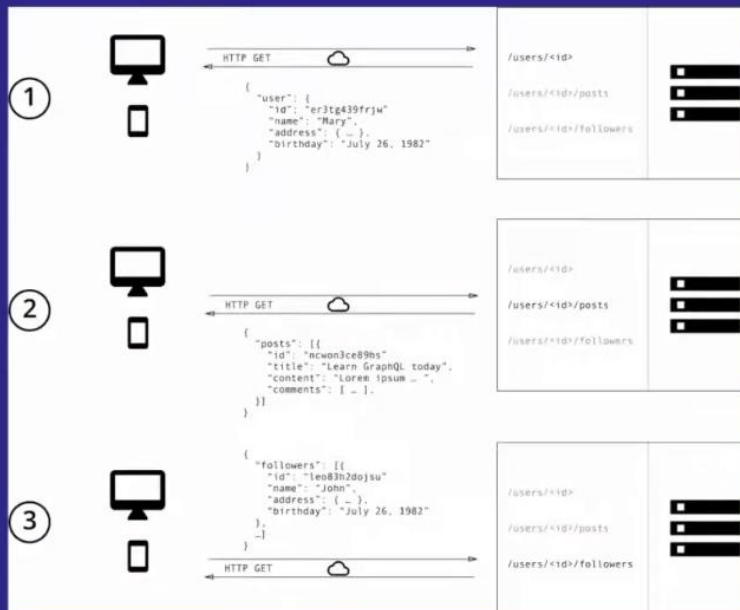 1
HTTP GET
{
"user": {
"id": "er3tg439frjw"
"name": "Mary",
"address": { … },
"birthday": "July 26, 1982"
}
}
/users/<id>
/users/<id>/posts
/users/<id>/followers
2
HTTP GET
{
"posts": [{
"id": "ncwon3ce89hs"
"title": "Learn GraphQL today",
"content": "Lorem ipsum … ",
"comments": [ … ],
}]
}
/users/<id>
/users/<id>/posts
/users/<id>/followers
3
{
"followers": [{
"id": "leo83h2dojsu"
"name": "John",
"address": { … },
"birthday": "July 26, 1982"
},
…]
}
HTTP GET
/users/<id>
/users/<id>/posts
/users/<id>/followers